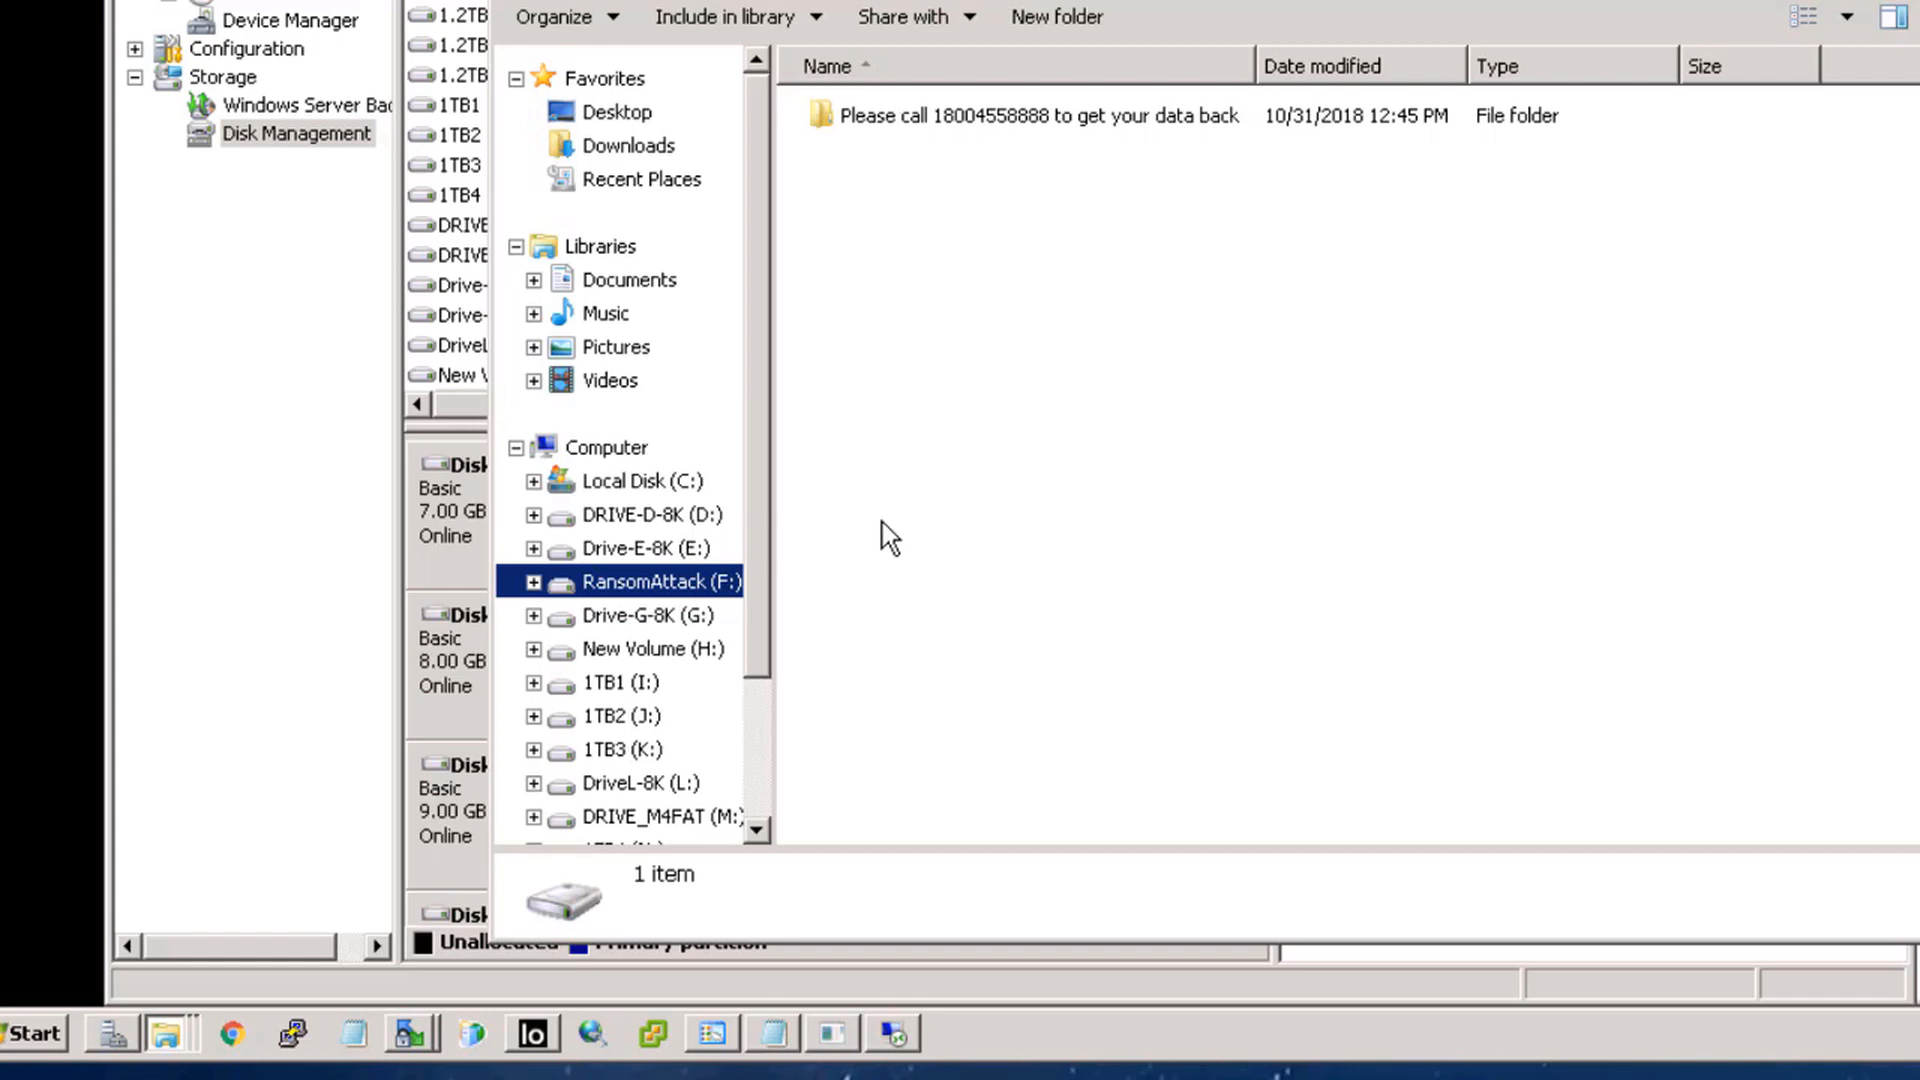 Organize
Include in library
Share with
New folder
Device Manager
Configuration
Storage
Windows Server Bac
Disk Management
1.2TB
1.2TB
1.2TB
1TB1
1TB2
1TB3
1TB4
DRIVE
DRIVE
Drive-
Drive-
DriveL
New V
Disk
Basic
7.00 GB
Online
Disk
Basic
8.00 GB
Online
Disk
Basic
9.00 GB
Online
Disk
Unallocated
Primary partition
Favorites
Desktop
Downloads
Recent Places
Libraries
Documents
Music
Pictures
Videos
Computer
Local Disk (C:)
DRIVE-D-8K (D:)
Drive-E-8K (E:)
RansomAttack (F:)
Drive-G-8K (G:)
New Volume (H:)
1TB1 (I:)
1TB2 (J:)
1TB3 (K:)
DriveL-8K (L:)
DRIVE_M4FAT (M:)
Name
Date modified
Type
Size
Please call 18004558888 to get your data back
10/31/2018 12:45 PM
File folder
1 item
Start
lo